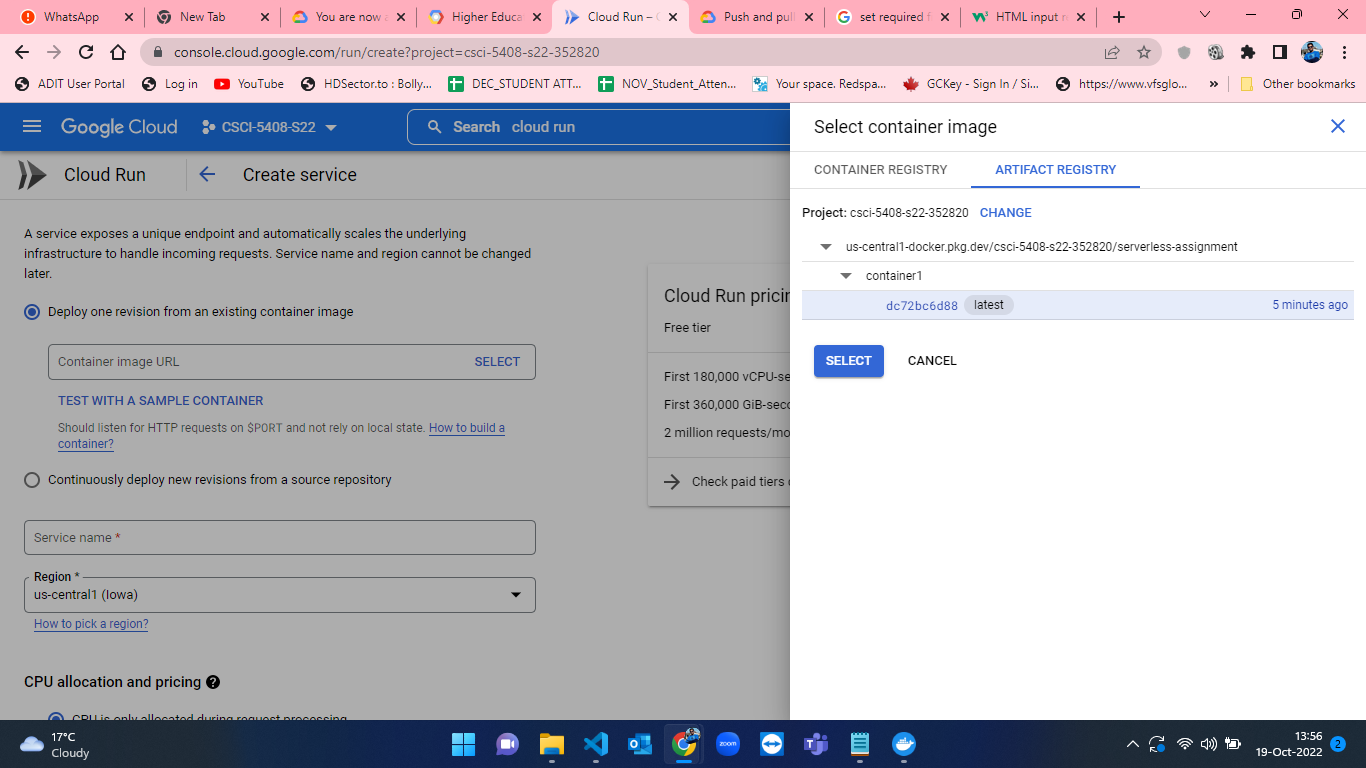 WhatsApp
New Tab
You are now a
Higher Educa
Cloud Run – C
Push and pull
set required f
HTML input r
console.cloud.google.com/run/create?project=csci-5408-s22-352820
ADIT User Portal
Log in
YouTube
HDSector.to : Bolly...
DEC_STUDENT ATT...
NOV_Student_Atten...
Your space. Redspa...
GCKey - Sign In / Si...
https://www.vfsglo...
»
Other bookmarks
Google Cloud
CSCI-5408-S22
Search cloud run
Cloud Run
Create service
A service exposes a unique endpoint and automatically scales the underlying
infrastructure to handle incoming requests. Service name and region cannot be changed
later.
Deploy one revision from an existing container image
Container image URL
SELECT
TEST WITH A SAMPLE CONTAINER
Should listen for HTTP requests on $PORT and not rely on local state. How to build a
container?
Continuously deploy new revisions from a source repository
Service name *
Region *
us-central1 (Iowa)
How to pick a region?
CPU allocation and pricing ?
CPU is only allocated during request processing
Cloud Run pricin
Free tier
First 180,000 vCPU-se
First 360,000 GiB-seco
2 million requests/mo
Check paid tiers d
Select container image
CONTAINER REGISTRY
ARTIFACT REGISTRY
Project: csci-5408-s22-352820 CHANGE
us-central1-docker.pkg.dev/csci-5408-s22-352820/serverless-assignment
container1
dc72bc6d88 latest 5 minutes ago
SELECT
CANCEL
17°C
Cloudy
zoom
13:56
19-Oct-2022
2